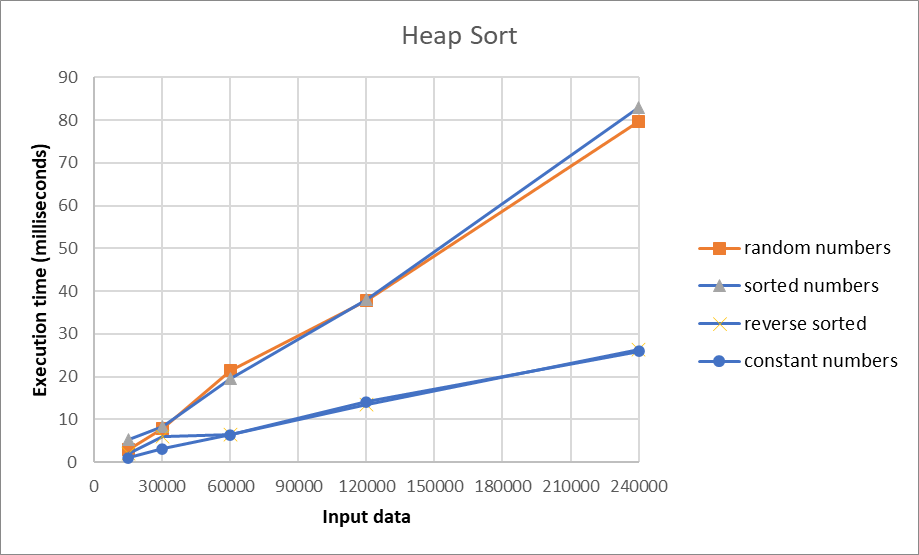 Heap Sort
90
80
70
60
50
40
30
20
10
0
Execution time (milliseconds)
0 30000 60000 90000 120000 150000 180000 210000 240000
Input data
random numbers
sorted numbers
reverse sorted
constant numbers